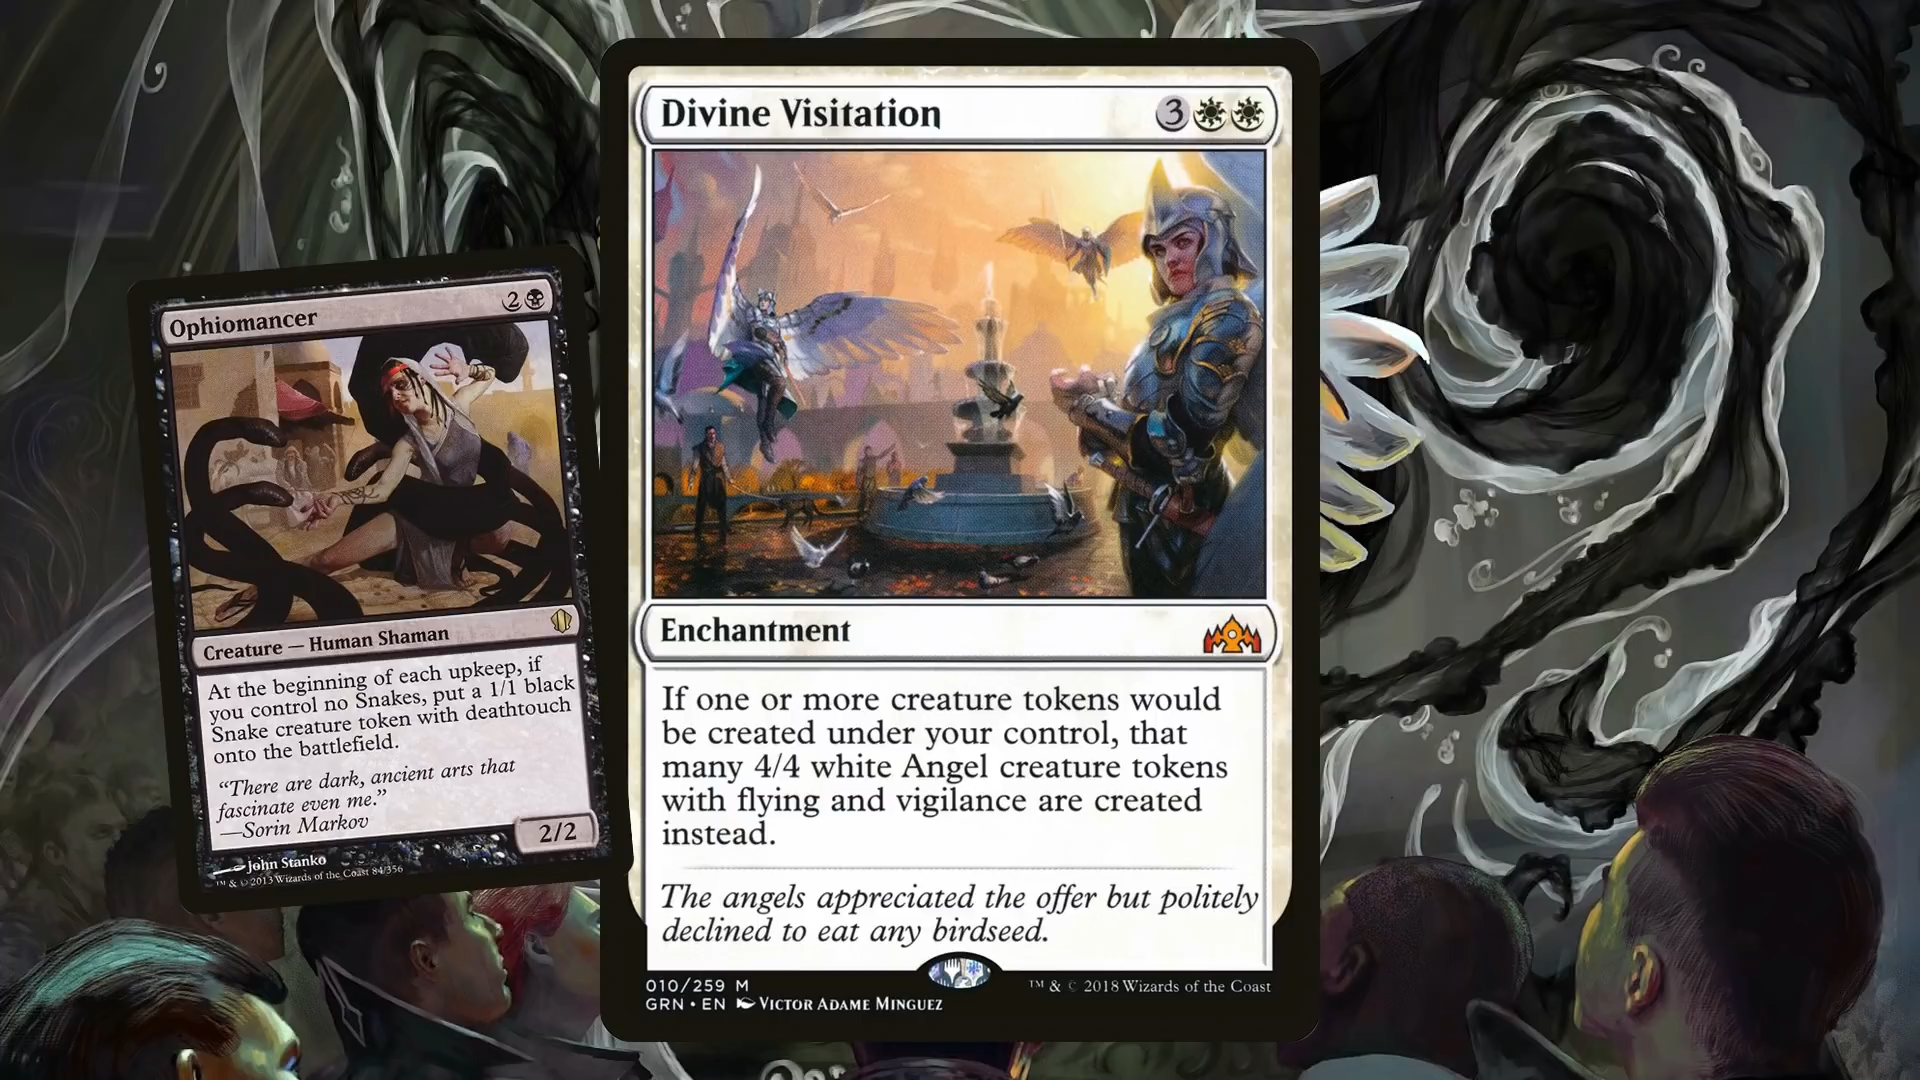 Ophiomancer
2
Creature — Human Shaman
At the beginning of each upkeep, if
you control no Snakes, put a 1/1 black
Snake creature token with deathtouch
onto the battlefield.
“There are dark, ancient arts that
fascinate even me.”
—Sorin Markov
2/2
John Stanko
™ & © 2013 Wizards of the Coast 84/356
Divine Visitation
3
Enchantment
If one or more creature tokens would
be created under your control, that
many 4/4 white Angel creature tokens
with flying and vigilance are created
instead.
The angels appreciated the offer but politely
declined to eat any birdseed.
010/259 M
GRN • EN Victor Adame Minguez
™ & © 2018 Wizards of the Coast